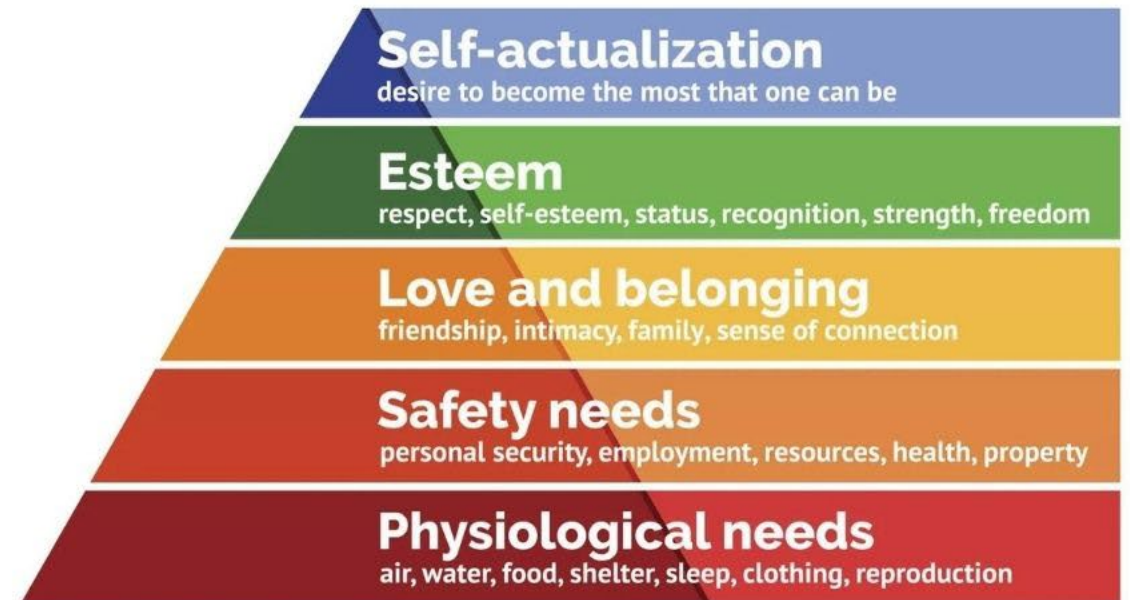 Self-actualization
desire to become the most that one can be
Esteem
respect, self-esteem, status, recognition, strength, freedom
Love and belonging
friendship, intimacy, family, sense of connection
Safety needs
personal security, employment, resources, health, property
Physiological needs
air, water, food, shelter, sleep, clothing, reproduction